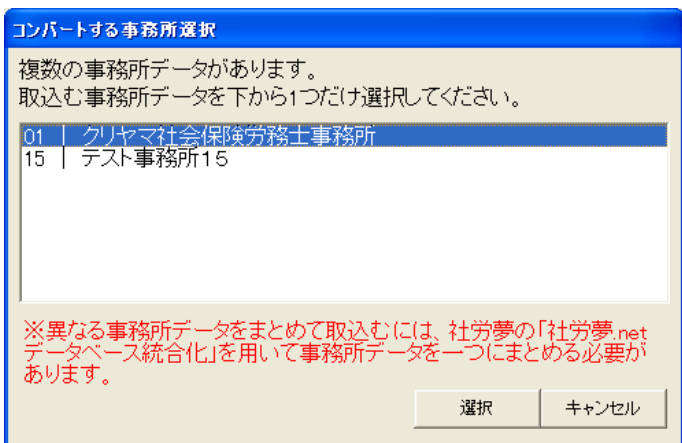 コンバートする事務所選択
複数の事務所データがあります。
取込む事務所データを下から1つだけ選択してください。
01 | クリヤマ社会保険労務士事務所
15 | テスト事務所15
※異なる事務所データをまとめて取込むには、社労夢の「社労夢.net
データベース統合化」を用いて事務所データを一つにまとめる必要が
あります。
選択
キャンセル